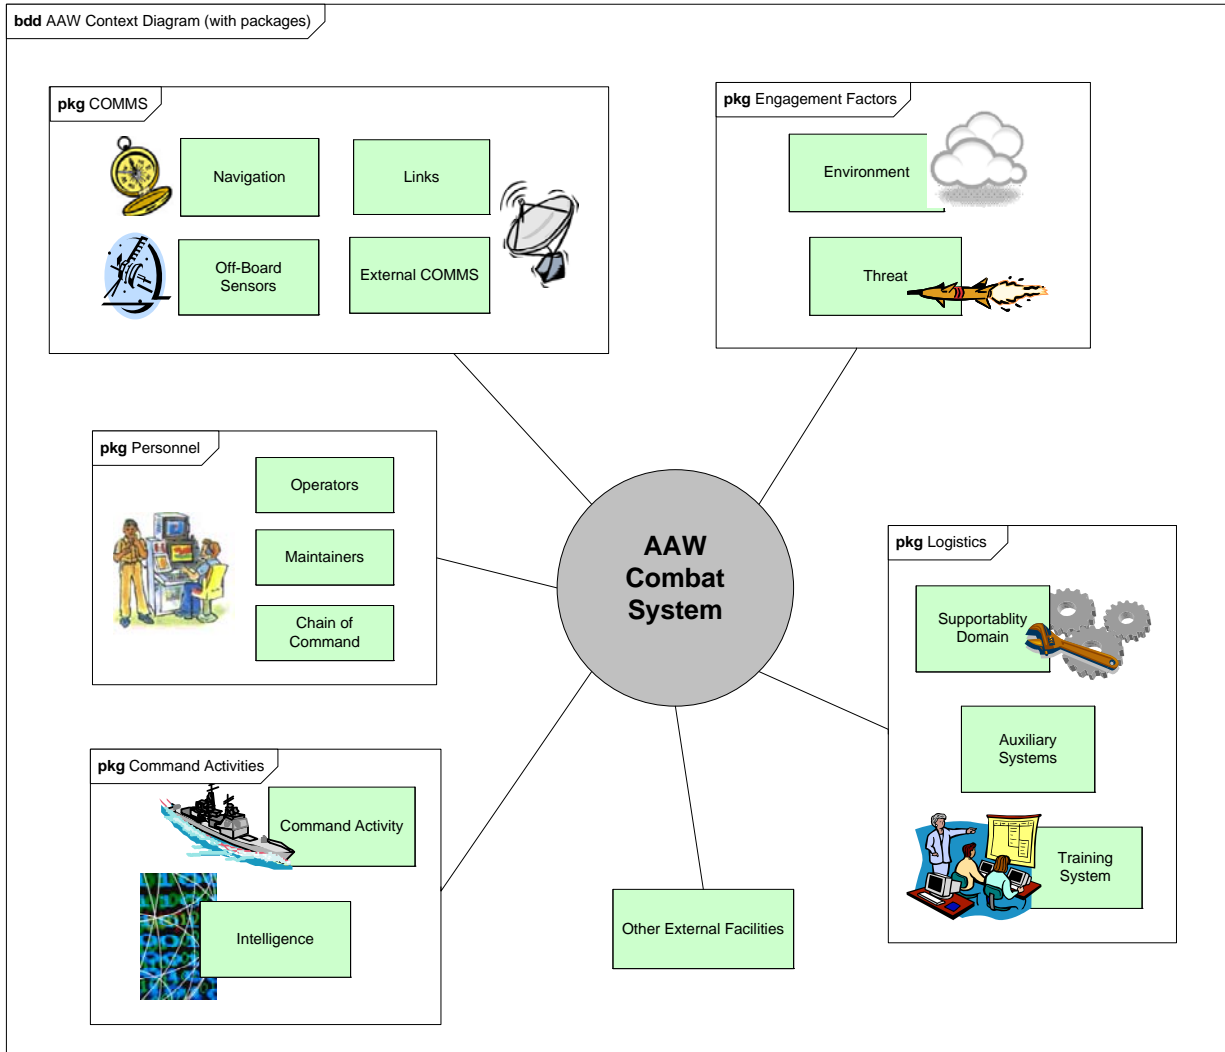 bdd AAW Context Diagram (with packages)
pkg COMMS
Navigation
Links
Off-Board
Sensors
External COMMS
pkg Engagement Factors
Environment
Threat
pkg Personnel
Operators
Maintainers
Chain of
Command
AAW
Combat
System
pkg Logistics
Supportablity
Domain
Auxiliary
Systems
Training
System
pkg Command Activities
Command Activity
Intelligence
Other External Facilities